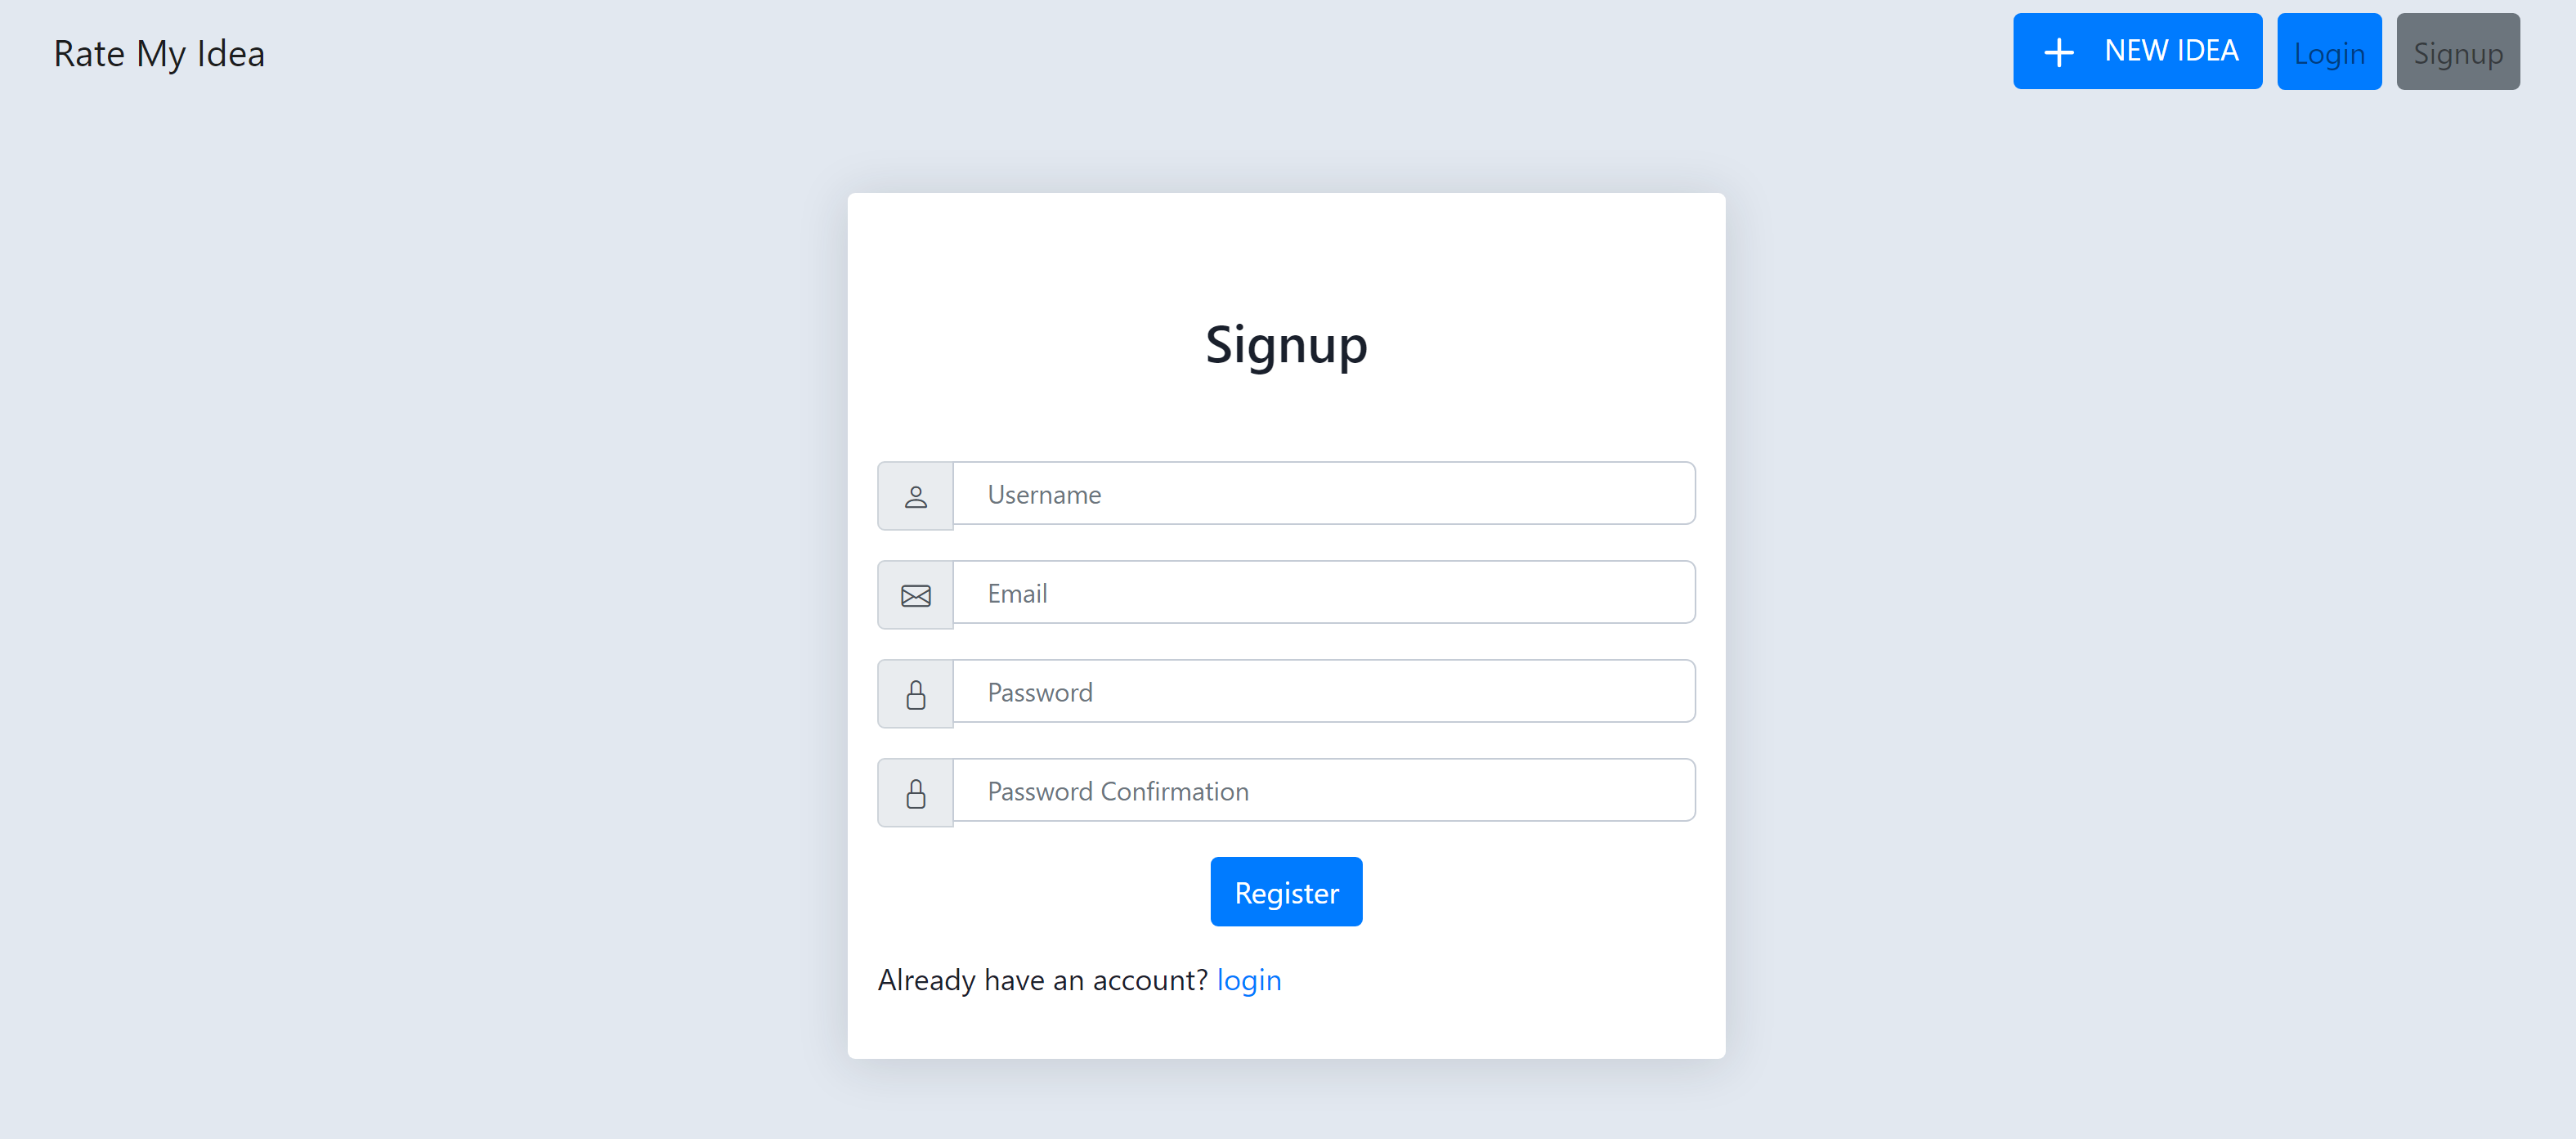 Rate My Idea
NEW IDEA
Login
Signup
Signup
Username
Email
Password
Password Confirmation
Register
Already have an account? login